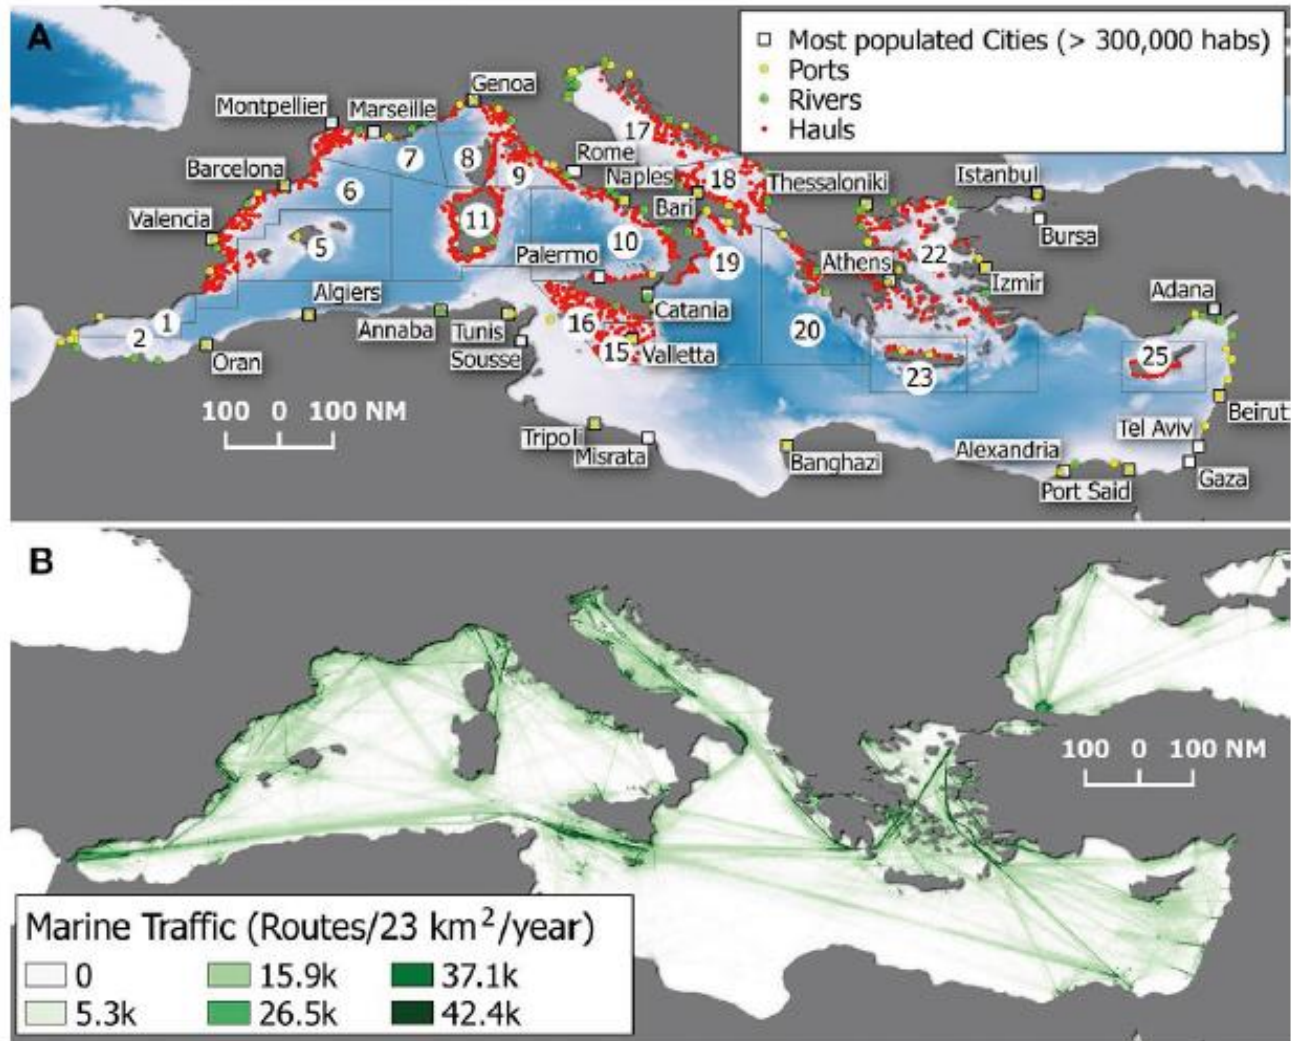 A
Most populated Cities (> 300,000 habs)
Ports
Rivers
Hauls
Genoa
Montpellier
Marseille
17
7
8
Rome
9
Barcelona
Naples
18
Thessaloniki
Istanbul
6
Valencia
11
Bari
Bursa
5
10
22
Palermo
19
Athens
Izmir
Algiers
Adana
1
Annaba
Tunis
16
Catania
20
2
Oran
Sousse
15
Valletta
25
23
100 0 100 NM
Beirut
Tripoli
Misrata
Banghazi
Alexandria
Tel Aviv
Gaza
Port Said
B
100 0 100 NM
Marine Traffic (Routes/23 km²/year)
0 15.9k 37.1k
5.3k 26.5k 42.4k